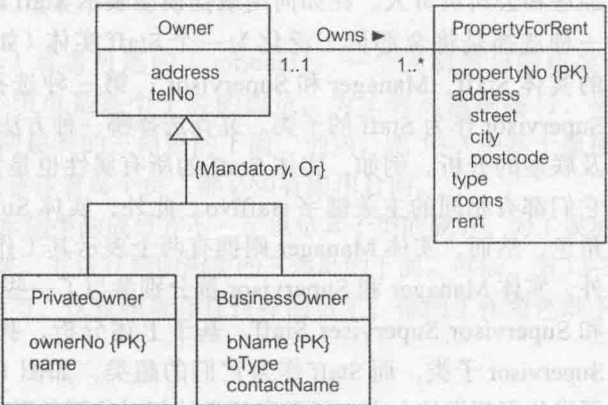 Owner
address
telNo
Owns ►
1..1
1..*
PropertyForRent
propertyNo {PK}
address
street
city
postcode
type
rooms
rent
{Mandatory, Or}
PrivateOwner
ownerNo {PK}
name
BusinessOwner
bName {PK}
bType
contactName